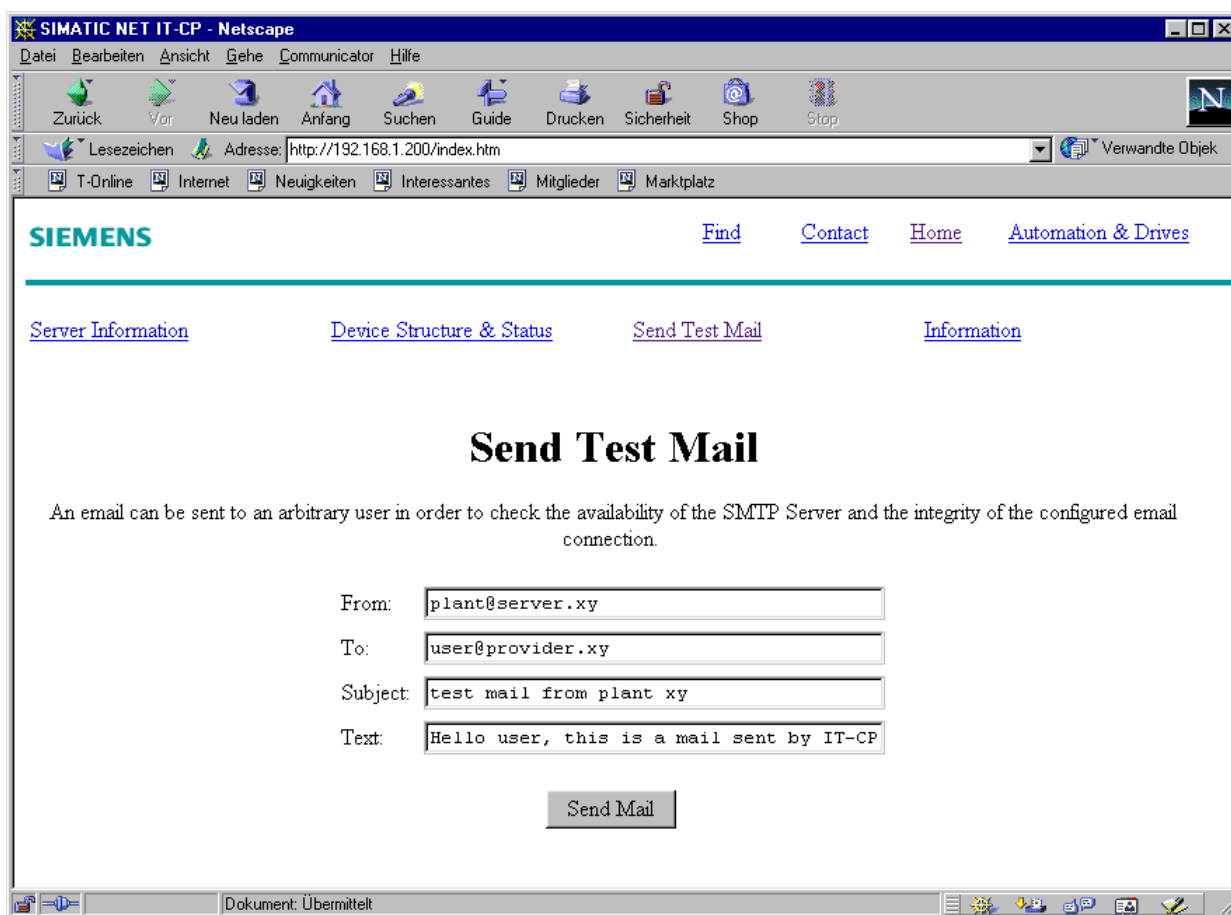 SIMATIC NET IT-CP - Netscape
Datei Bearbeiten Ansicht Gehe Communicator Hilfe
Zurück Vor Neu laden Anfang Suchen Guide Drucken Sicherheit Shop Stop
N
Lesezeichen Adresse: http://192.168.1.200/index.htm Verwandte Objek
T-Online Internet Neuigkeiten Interessantes Mitglieder Marktplatz
SIEMENS Find Contact Home Automation & Drives
Server Information Device Structure & Status Send Test Mail Information
Send Test Mail
An email can be sent to an arbitrary user in order to check the availability of the SMTP Server and the integrity of the configured email
connection.
From: plant@server.xy
To: user@provider.xy
Subject: test mail from plant xy
Text: Hello user, this is a mail sent by IT-CP
Send Mail
Dokument: Übermittelt